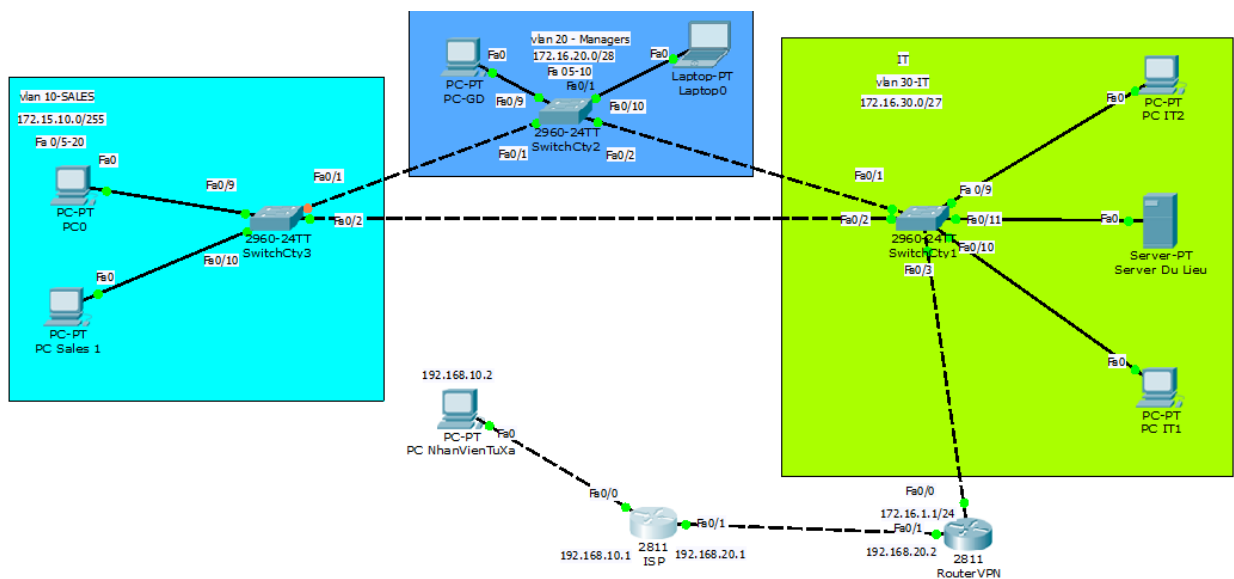 vlan 10-SALES
172.15.10.0/255
Fa 0/5-20
Fa0
PC-PT
PC0
Fa0/9
Fa0/1
Fa0/2
2960-24TT
SwitchCty3
Fa0/10
Fa0
PC-PT
PC Sales 1
vlan 20 - Managers
172.16.20.0/28
Fa 05-10
Fa0
PC-PT
PC-GD
Fa0/1
Fa0
Laptop-PT
Laptop0
Fa0/9
Fa0/10
2960-24TT
SwitchCty2
Fa0/1
Fa0/2
IT
vlan 30-IT
172.16.30.0/27
Fa0
PC-PT
PC IT2
Fa0/1
Fa 0/9
Fa0/2
Fa0/11
Fa0
2960-24TT
SwitchCty1
Fa0/10
Server-PT
Server Du Lieu
Fa0/3
Fa0
PC-PT
PC IT1
192.168.10.2
PC-PT
PC NhanVienTuXa
Fa0
Fa0/0
Fa0/1
192.168.10.1
2811
ISP
192.168.20.1
Fa0/0
172.16.1.1/24
Fa0/1
192.168.20.2
2811
RouterVPN